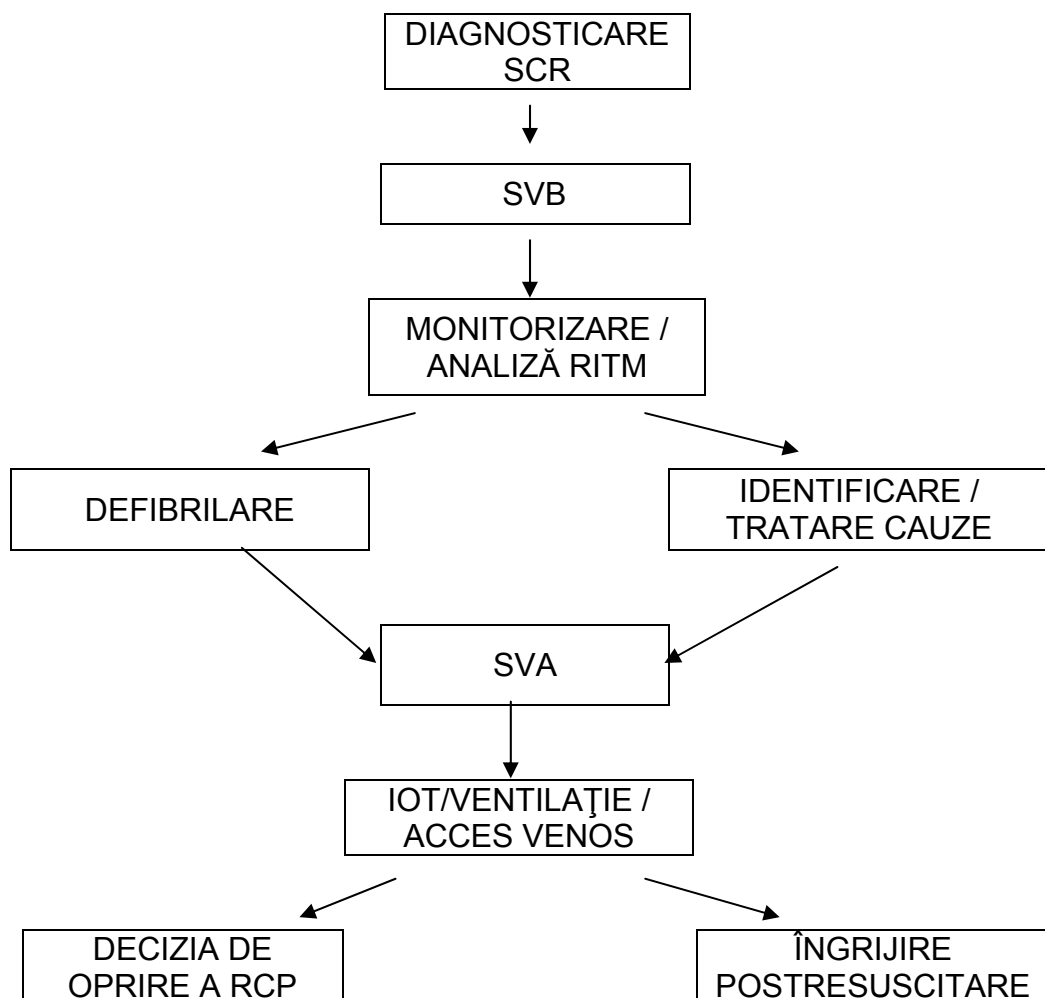 DIAGNOSTICARE
SCR
SVB
MONITORIZARE /
ANALIZĂ RITM
DEFIBRILARE
IDENTIFICARE /
TRATARE CAUZE
SVA
IOT/VENTILAŢIE /
ACCES VENOS
DECIZIA DE
OPRIRE A RCP
ÎNGRIJIRE
POSTRESUSCITARE